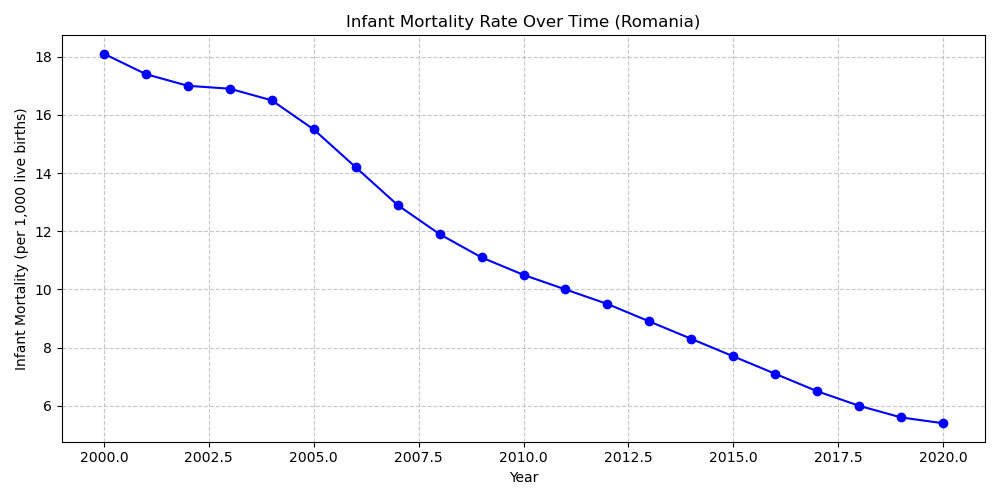 Infant Mortality Rate Over Time (Romania)
Infant Mortality (per 1,000 live births)
18
16
14
12
10
8
6
2000.0 2002.5 2005.0 2007.5 2010.0 2012.5 2015.0 2017.5 2020.0
Year